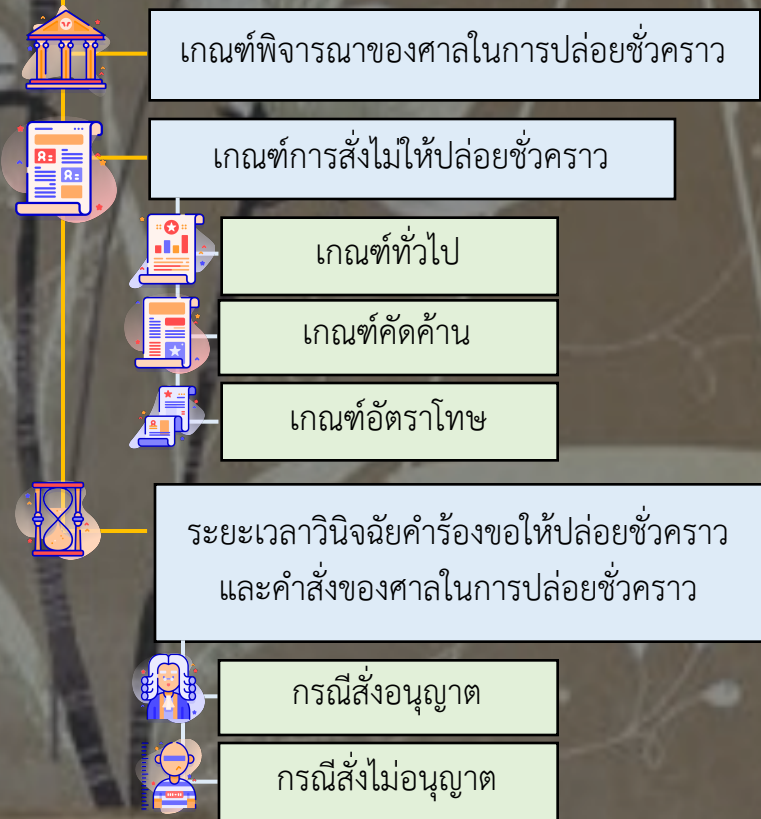 เกณฑ์พิจารณาของศาลในการปล่อยชั่วคราว
เกณฑ์การสั่งไม่ให้ปล่อยชั่วคราว
เกณฑ์ทั่วไป
เกณฑ์คัดค้าน
เกณฑ์อัตราโทษ
ระยะเวลาวินิจฉัยคำร้องขอให้ปล่อยชั่วคราว
และคำสั่งของศาลในการปล่อยชั่วคราว
กรณีสั่งอนุญาต
กรณีสั่งไม่อนุญาต